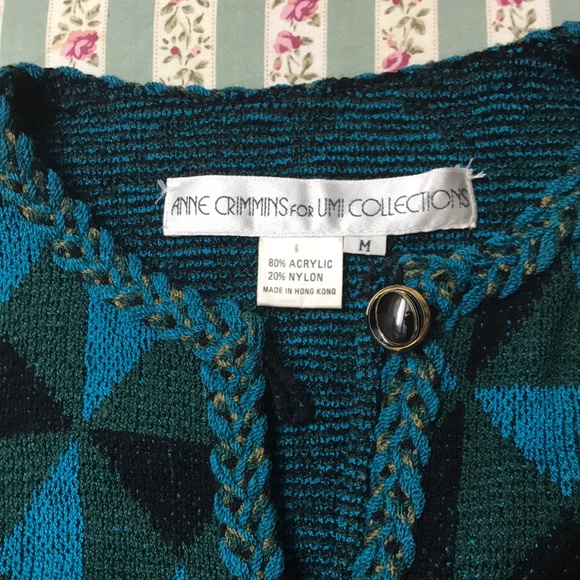 ANNE CRIMMINS FOR UMI COLLECTIONS
M
80% ACRYLIC
20% NYLON
MADE IN HONG KONG